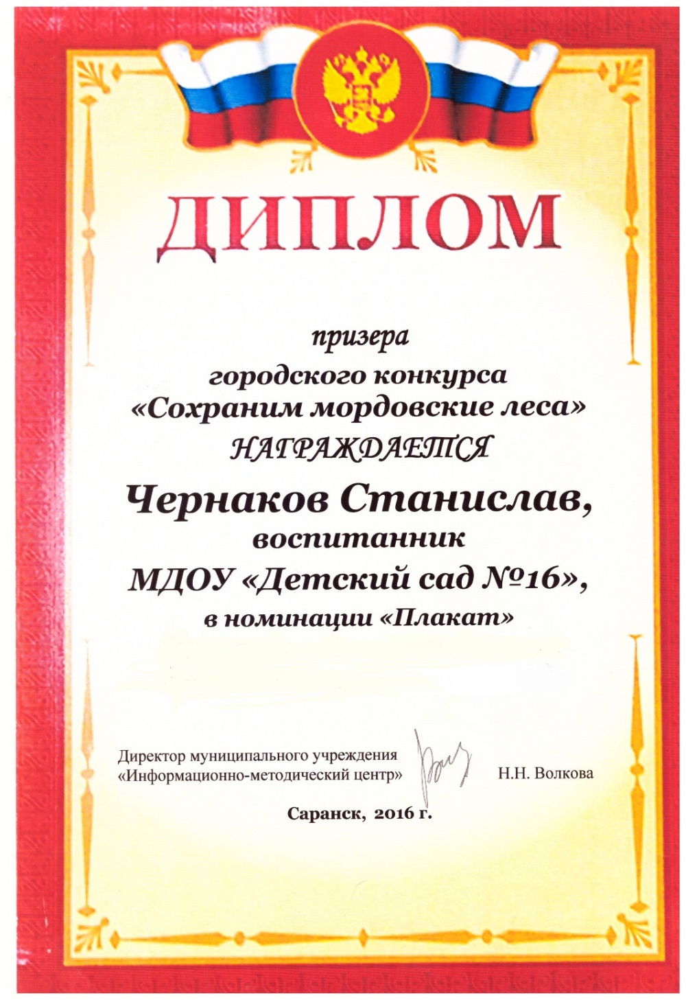 ДИПЛОМ
призера
городского конкурса
«Сохраним мордовские леса»
НАГРАЖДАЕТСЯ
Чернаков Станислав,
воспитанник
МДОУ «Детский сад №16»,
в номинации «Плакат»
Директор муниципального учреждения
«Информационно-методический центр» Н.Н. Волкова
Саранск, 2016 г.